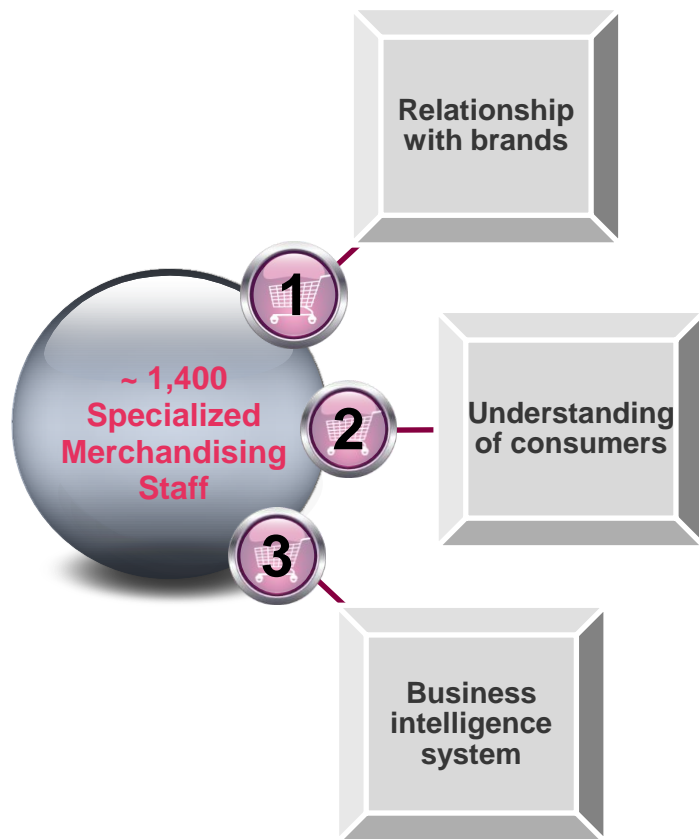 Relationship
with brands
1
~ 1,400
Specialized
Merchandising
Staff
2
Understanding
of consumers
3
Business
intelligence
system